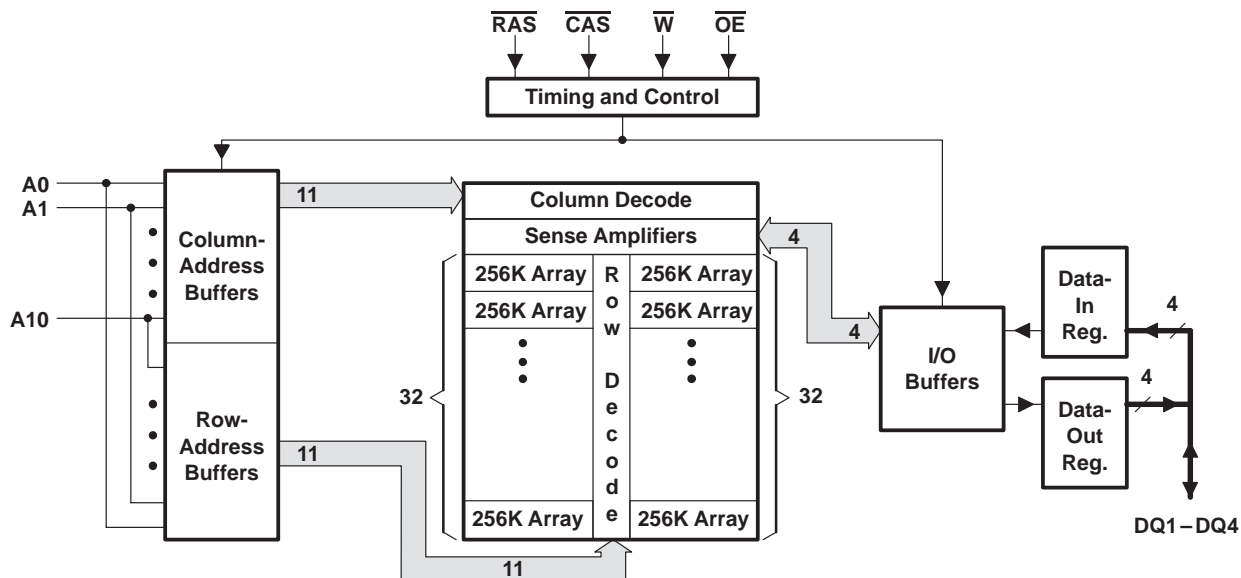 RAS CAS W OE
Timing and Control
A0
A1
A10
Column-
Address
Buffers
Row-
Address
Buffers
11
11
11
Column Decode
Sense Amplifiers
256K Array
256K Array
256K Array
256K Array
256K Array
256K Array
Row Decode
32
32
4
4
I/O
Buffers
Data-
In
Reg.
4
Data-
Out
Reg.
4
DQ1–DQ4